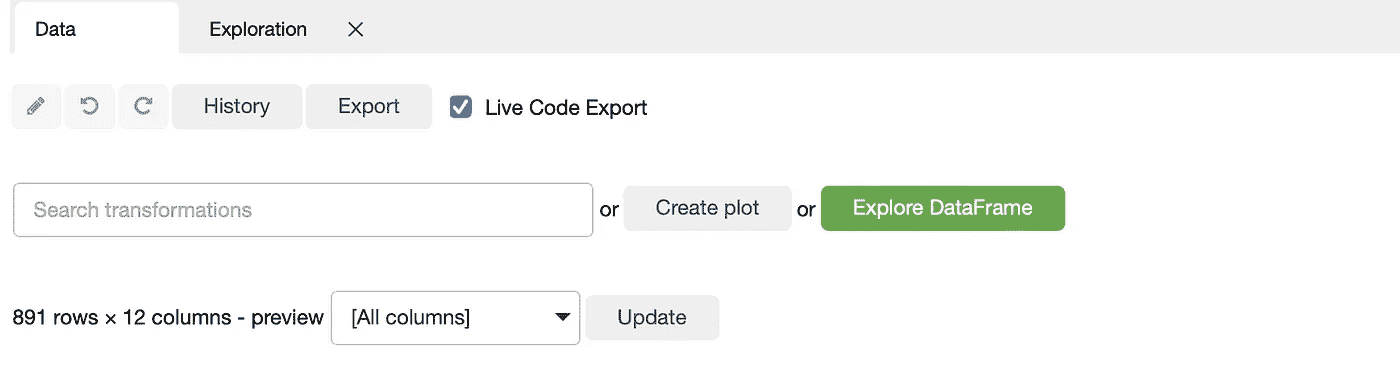 Data Exploration ×
History Export Live Code Export
Search transformations or Create plot or Explore DataFrame
891 rows × 12 columns - preview [All columns] Update